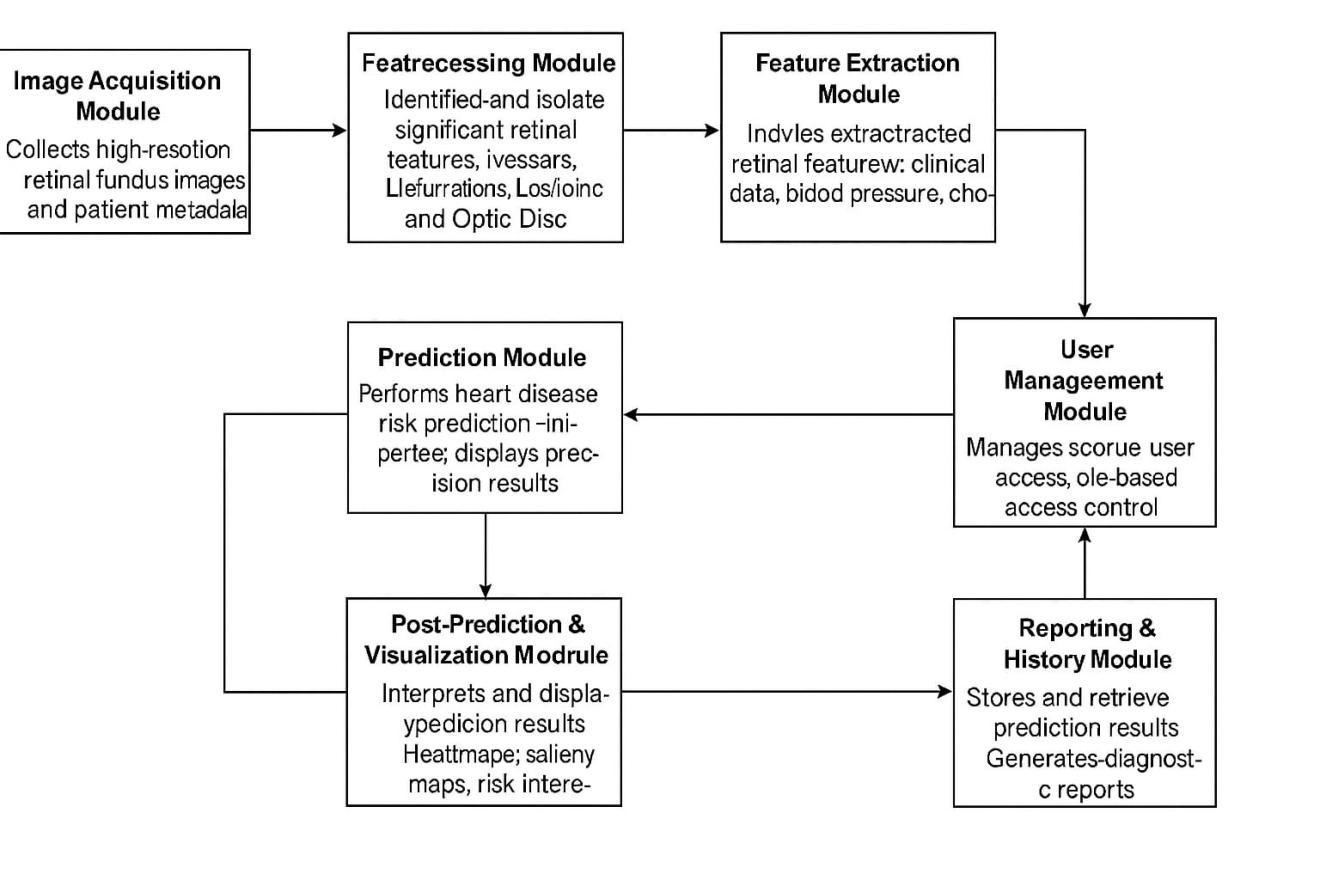 Image Acquisition
Module
Collects high-resotion
retinal fundus images
and patient metadala
Featrecessing Module
Identified-and isolate
significant retinal
teatures, ivessars,
Llefurrations, Los/ioinc
and Optic Disc
Feature Extraction
Module
Indvles extractracted
retinal featurew: clinical
data, bidod pressure, cho-
User
Manageement
Module
Manages scorue user
access, ole-based
access control
Prediction Module
Performs heart disease
risk prediction –ini-
pertee; displays prec-
ision results
Post-Prediction &
Visualization Modrule
Interprets and displa-
ypedicion results
Heattmape; salieny
maps, risk intere-
Reporting &
History Module
Stores and retrieve
prediction results
Generates-diagnost-
c reports